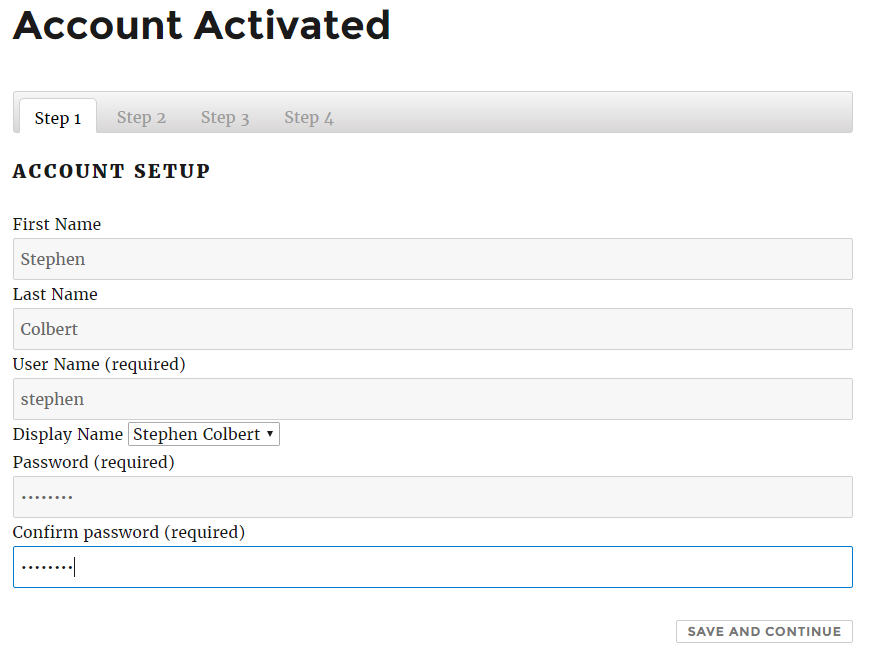 Account Activated
Step 1 Step 2 Step 3 Step 4
ACCOUNT SETUP
First Name
Stephen
Last Name
Colbert
User Name (required)
stephen
Display Name Stephen Colbert ▾
Password (required)
••••••••
Confirm password (required)
••••••••
SAVE AND CONTINUE